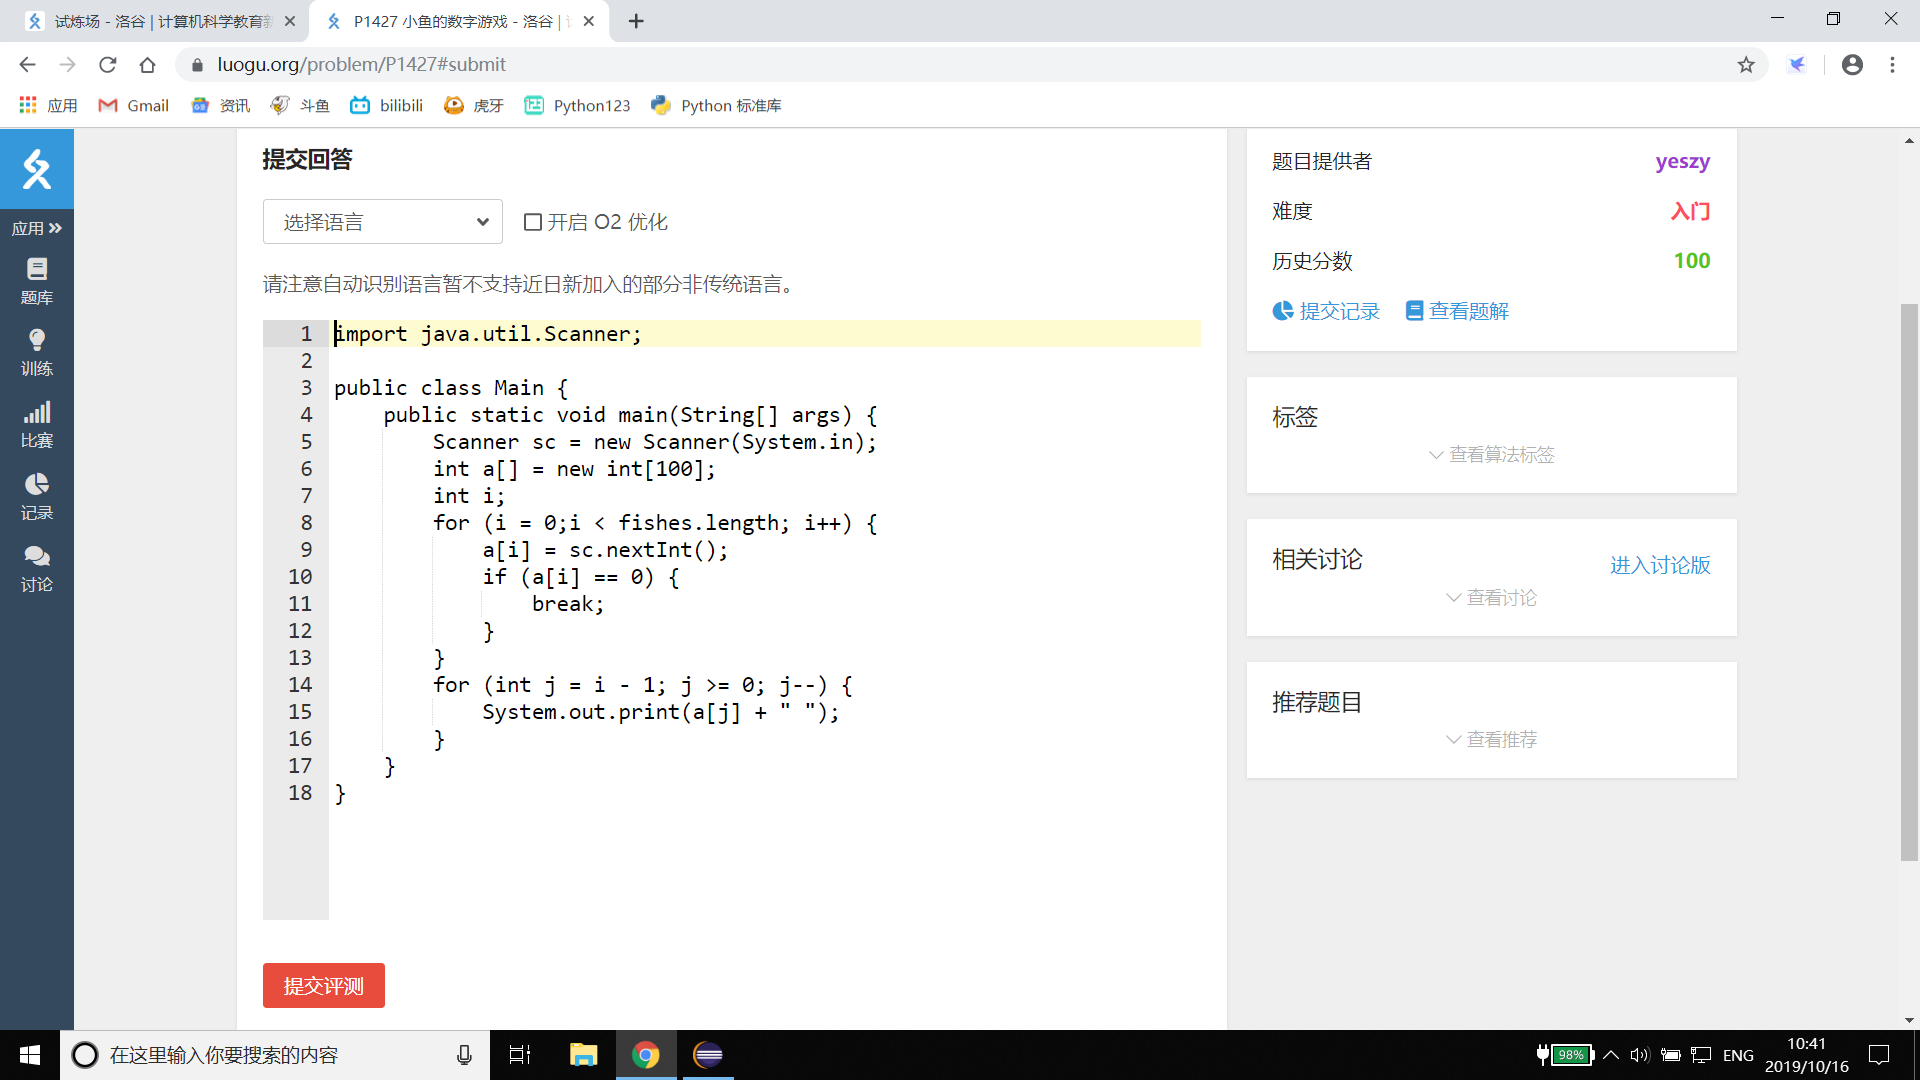 试炼场 - 洛谷 | 计算机科学教育新
P1427 小鱼的数字游戏 - 洛谷 |
luogu.org/problem/P1427#submit
应用
Gmail
资讯
斗鱼
bilibili
虎牙
Python123
Python 标准库
应用
题库
训练
比赛
记录
讨论
提交回答
选择语言
开启 O2 优化
请注意自动识别语言暂不支持近日新加入的部分非传统语言。
1 import java.util.Scanner;
2
3 public class Main {
4     public static void main(String[] args) {
5         Scanner sc = new Scanner(System.in);
6         int a[] = new int[100];
7         int i;
8         for (i = 0;i < fishes.length; i++) {
9             a[i] = sc.nextInt();
10             if (a[i] == 0) {
11                 break;
12             }
13         }
14         for (int j = i - 1; j >= 0; j--) {
15             System.out.print(a[j] + " ");
16         }
17     }
18 }
提交评测
题目提供者 yeszy
难度 入门
历史分数 100
提交记录 查看题解
标签
查看算法标签
相关讨论 进入讨论版
查看讨论
推荐题目
查看推荐
在这里输入你要搜索的内容
98%
ENG
10:41
2019/10/16